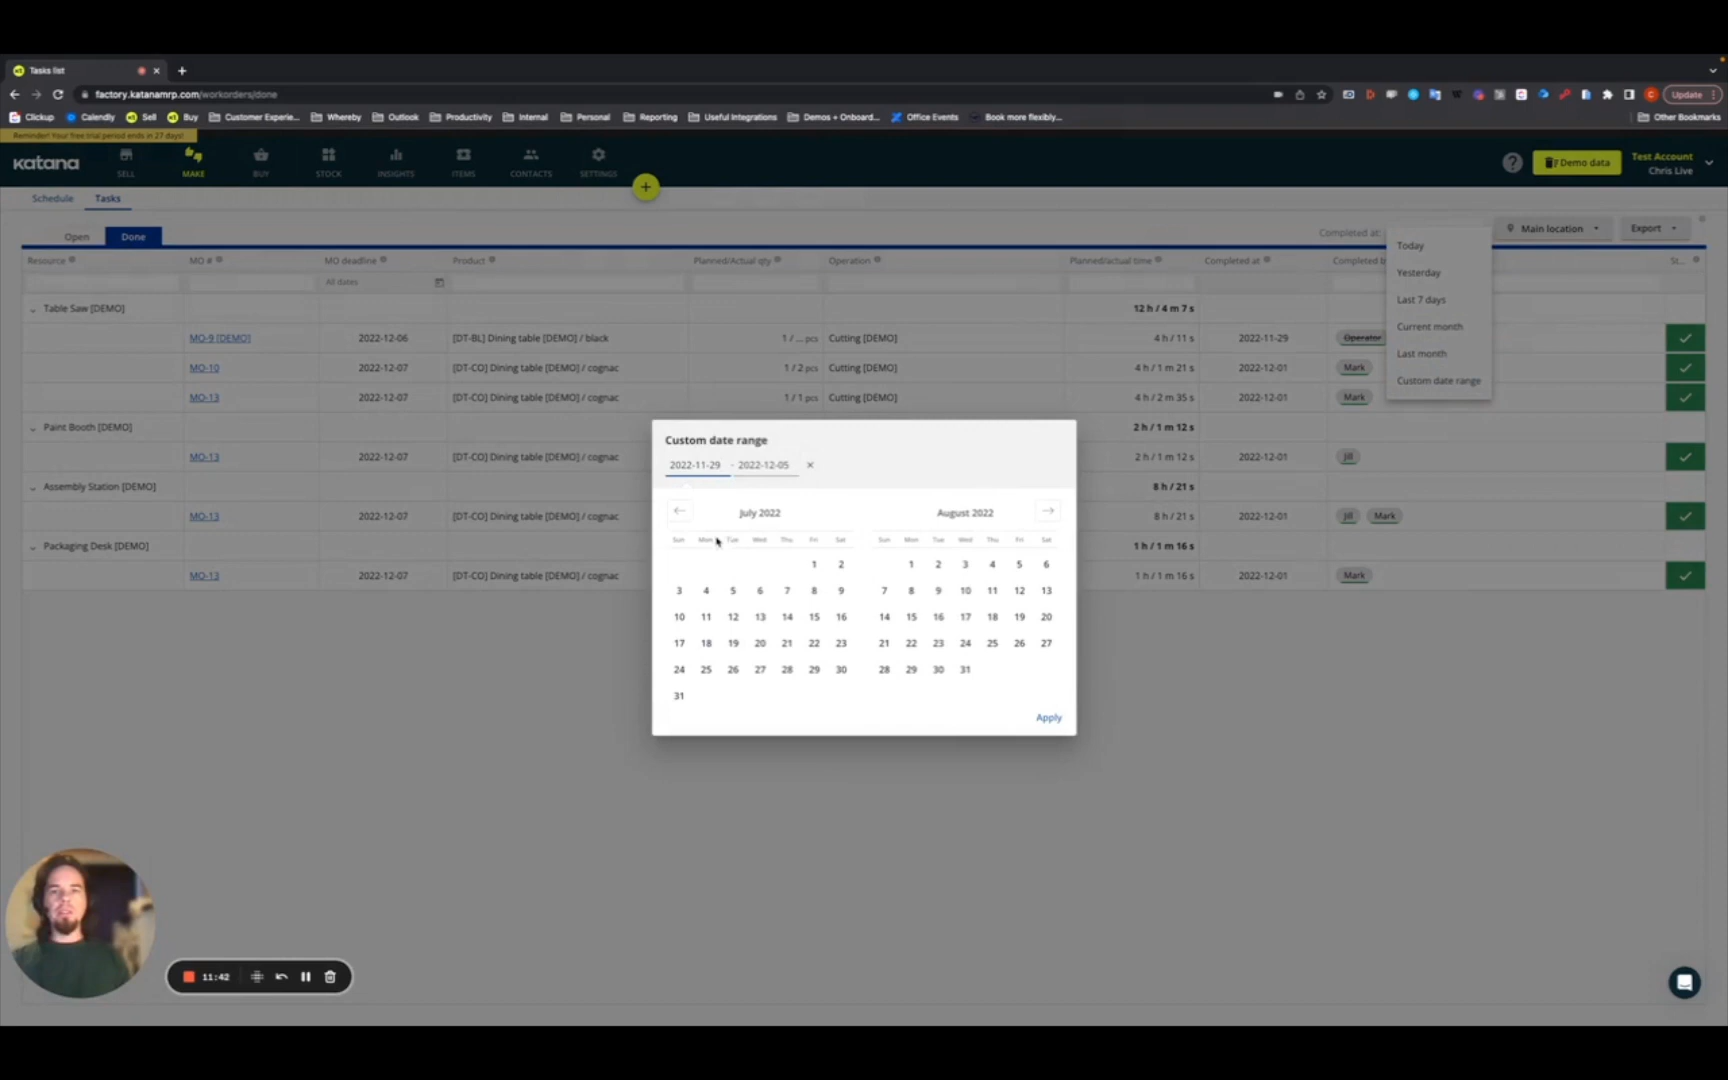 Tasks list
factory.katanamrp.com/workorders/done
Update
Clickup Calendly Sell Buy Customer Experie... Whereby Outlook Productivity Internal Personal Reporting Useful Integrations Demos + Onboard... Office Events Book more flexibly... Other Bookmarks
Reminder! Your free trial period ends in 27 days!
katana SELL MAKE BUY STOCK INSIGHTS ITEMS CONTACTS SETTINGS + ? Demo data Test Account
Chris Live
Schedule Tasks
Open Done Completed at: Main location Export
Today
Yesterday
Last 7 days
Current month
Last month
Custom date range
Resource MO # MO deadline Product Planned/Actual qty Operation Planned/actual time Completed at Completed b St...
All dates
Table Saw [DEMO] 12 h / 4 m 7 s
MO-9 [DEMO] 2022-12-06 [DT-BL] Dining table [DEMO] / black 1 / ... pcs Cutting [DEMO] 4 h / 11 s 2022-11-29 Operator
MO-10 2022-12-07 [DT-CO] Dining table [DEMO] / cognac 1 / 2 pcs Cutting [DEMO] 4 h / 1 m 21 s 2022-12-01 Mark
MO-13 2022-12-07 [DT-CO] Dining table [DEMO] / cognac 1 / 1 pcs Cutting [DEMO] 4 h / 2 m 35 s 2022-12-01 Mark
Paint Booth [DEMO] 2 h / 1 m 12 s
MO-13 2022-12-07 [DT-CO] Dining table [DEMO] / cognac 2 h / 1 m 12 s 2022-12-01 Jill
Assembly Station [DEMO] 8 h / 21 s
MO-13 2022-12-07 [DT-CO] Dining table [DEMO] / cognac 8 h / 21 s 2022-12-01 Jill Mark
Packaging Desk [DEMO] 1 h / 1 m 16 s
MO-13 2022-12-07 [DT-CO] Dining table [DEMO] / cognac 1 h / 1 m 16 s 2022-12-01 Mark
Custom date range
2022-11-29 - 2022-12-05
July 2022 August 2022
Sun Mon Tue Wed Thu Fri Sat Sun Mon Tue Wed Thu Fri Sat
1 2 1 2 3 4 5 6
3 4 5 6 7 8 9 7 8 9 10 11 12 13
10 11 12 13 14 15 16 14 15 16 17 18 19 20
17 18 19 20 21 22 23 21 22 23 24 25 26 27
24 25 26 27 28 29 30 28 29 30 31
31
Apply
11:42